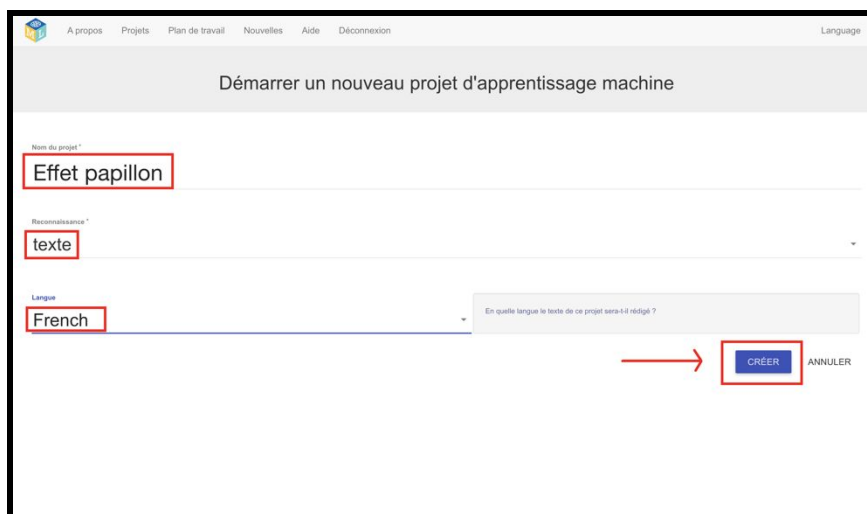 A propos Projets Plan de travail Nouvelles Aide Déconnexion Language
Démarrer un nouveau projet d'apprentissage machine
Nom du projet *
Effet papillon
Reconnaissance *
texte
Langue
French
En quelle langue le texte de ce projet sera-t-il rédigé ?
CRÉER ANNULER